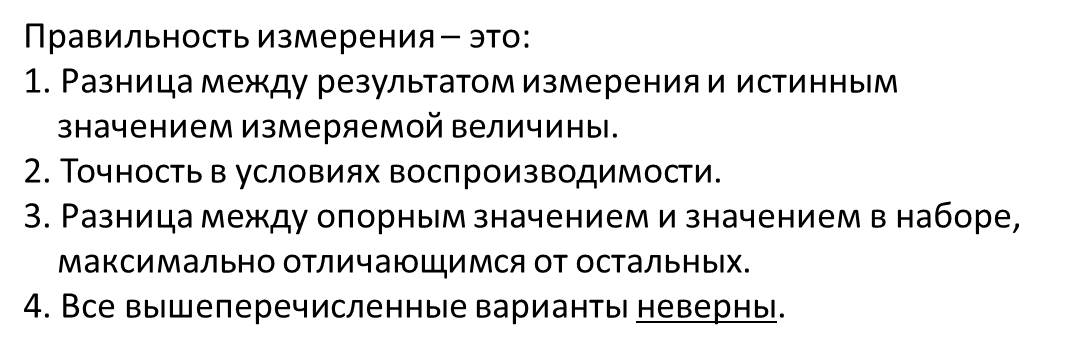 Правильность измерения – это:
1. Разница между результатом измерения и истинным
значением измеряемой величины.
2. Точность в условиях воспроизводимости.
3. Разница между опорным значением и значением в наборе,
максимально отличающимся от остальных.
4. Все вышеперечисленные варианты неверны.